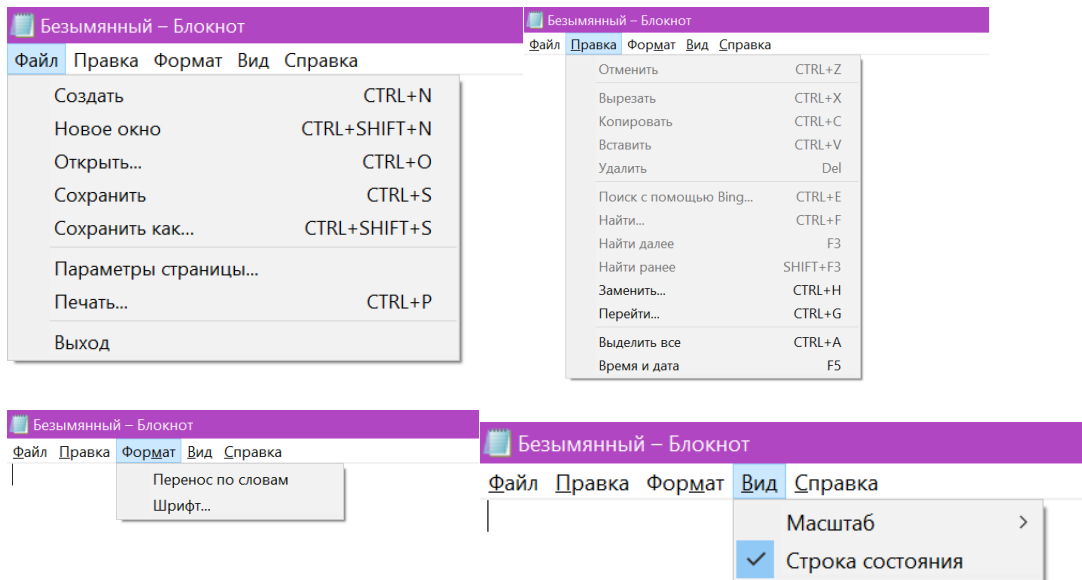 Безымянный – Блокнот
Файл Правка Формат Вид Справка
Создать CTRL+N
Новое окно CTRL+SHIFT+N
Открыть... CTRL+O
Сохранить CTRL+S
Сохранить как... CTRL+SHIFT+S
Параметры страницы...
Печать... CTRL+P
Выход
Безымянный – Блокнот
Файл Правка Формат Вид Справка
Отменить CTRL+Z
Вырезать CTRL+X
Копировать CTRL+C
Вставить CTRL+V
Удалить Del
Поиск с помощью Bing... CTRL+E
Найти... CTRL+F
Найти далее F3
Найти ранее SHIFT+F3
Заменить... CTRL+H
Перейти... CTRL+G
Выделить все CTRL+A
Время и дата F5
Безымянный – Блокнот
Файл Правка Формат Вид Справка
Перенос по словам
Шрифт...
Безымянный – Блокнот
Файл Правка Формат Вид Справка
Масштаб
Строка состояния